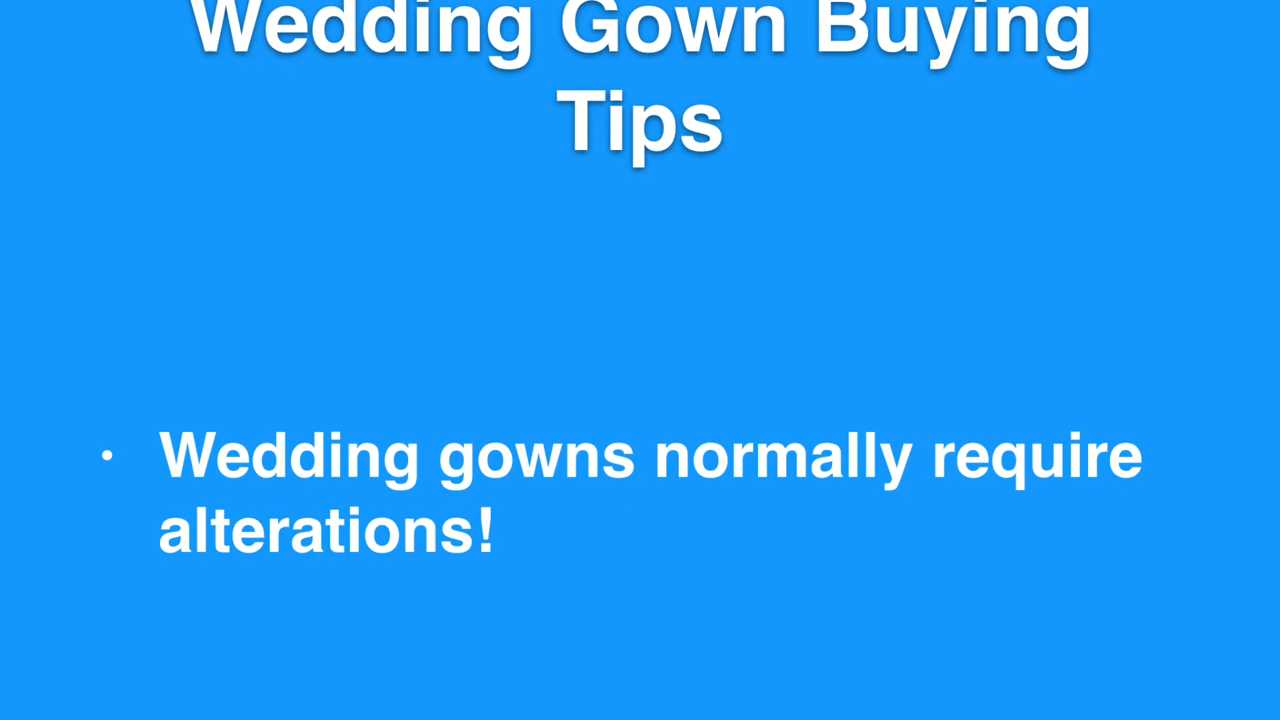 Wedding Gown Buying
Tips
• Wedding gowns normally require
alterations!